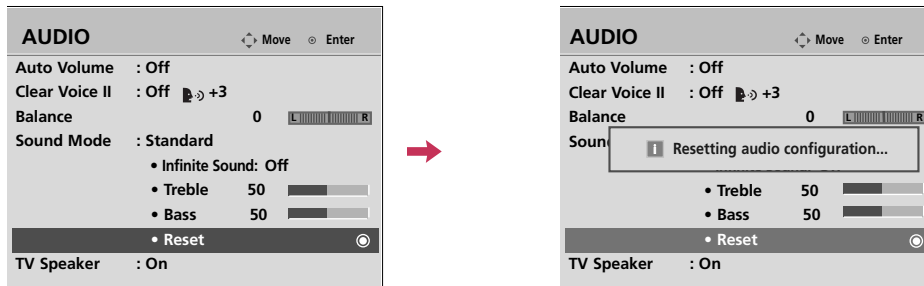 AUDIO Move Enter
Auto Volume : Off
Clear Voice II : Off +3
Balance 0 L R
Sound Mode : Standard
• Infinite Sound: Off
• Treble 50
• Bass 50
• Reset
TV Speaker : On
AUDIO Move Enter
Auto Volume : Off
Clear Voice II : Off +3
Balance 0 L R
Soun
i Resetting audio configuration...
• Treble 50
• Bass 50
• Reset
TV Speaker : On